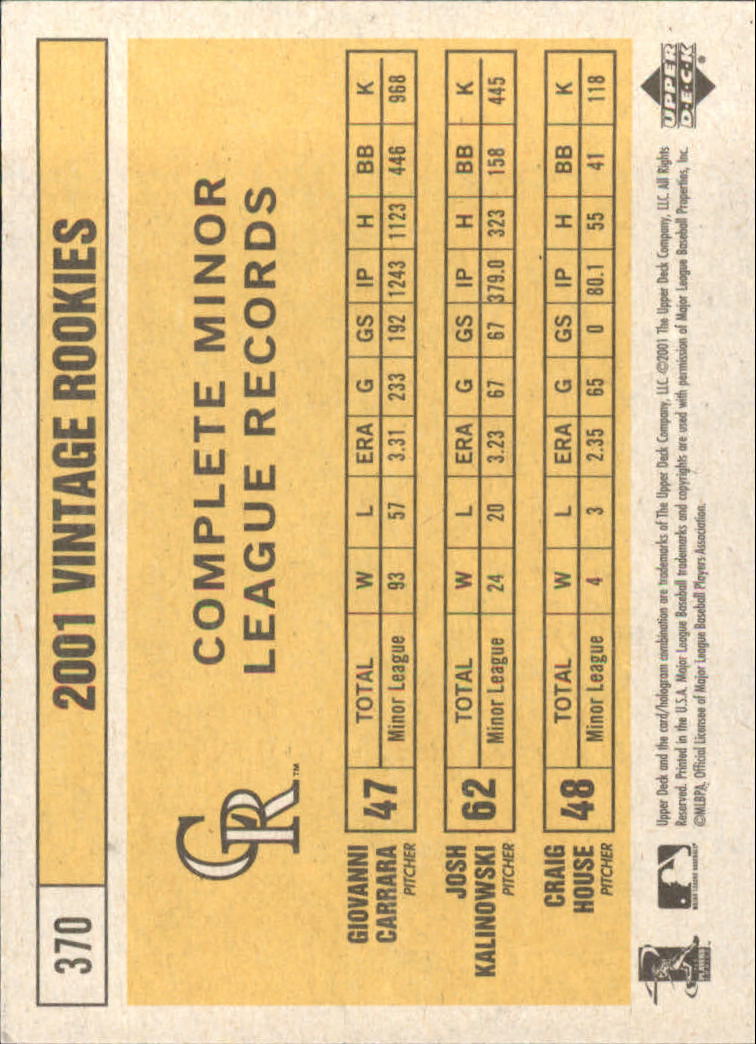 370
2001 VINTAGE ROOKIES
CR™
COMPLETE MINOR
LEAGUE RECORDS
GIOVANNI
CARRARA
PITCHER
47
TOTAL W L ERA G GS IP H BB K
Minor League 93 57 3.31 233 192 1243 1123 446 968
JOSH
KALINOWSKI
PITCHER
62
TOTAL W L ERA G GS IP H BB K
Minor League 24 20 3.23 67 67 379.0 323 158 445
CRAIG
HOUSE
PITCHER
48
TOTAL W L ERA G GS IP H BB K
Minor League 4 3 2.35 65 0 80.1 55 41 118
Upper Deck and the card/hologram combination are trademarks of The Upper Deck Company, LLC. ©2001 The Upper Deck Company, LLC. All Rights
Reserved. Printed in the U.S.A. Major League Baseball trademarks and copyrights are used with permission of Major League Baseball Properties, Inc.
©MLBPA. Official Licensee of Major League Baseball Players Association.
UPPER
D·E·C·K
®